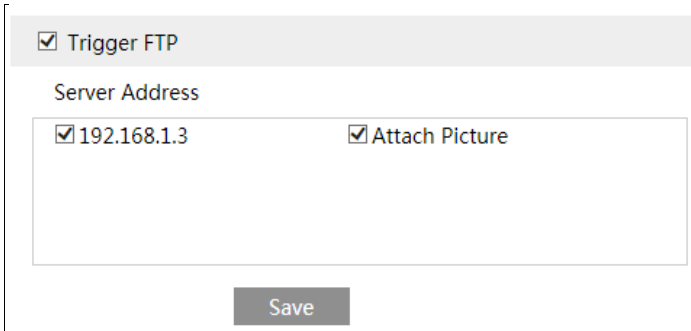 Trigger FTP
Server Address
192.168.1.3 Attach Picture
Save